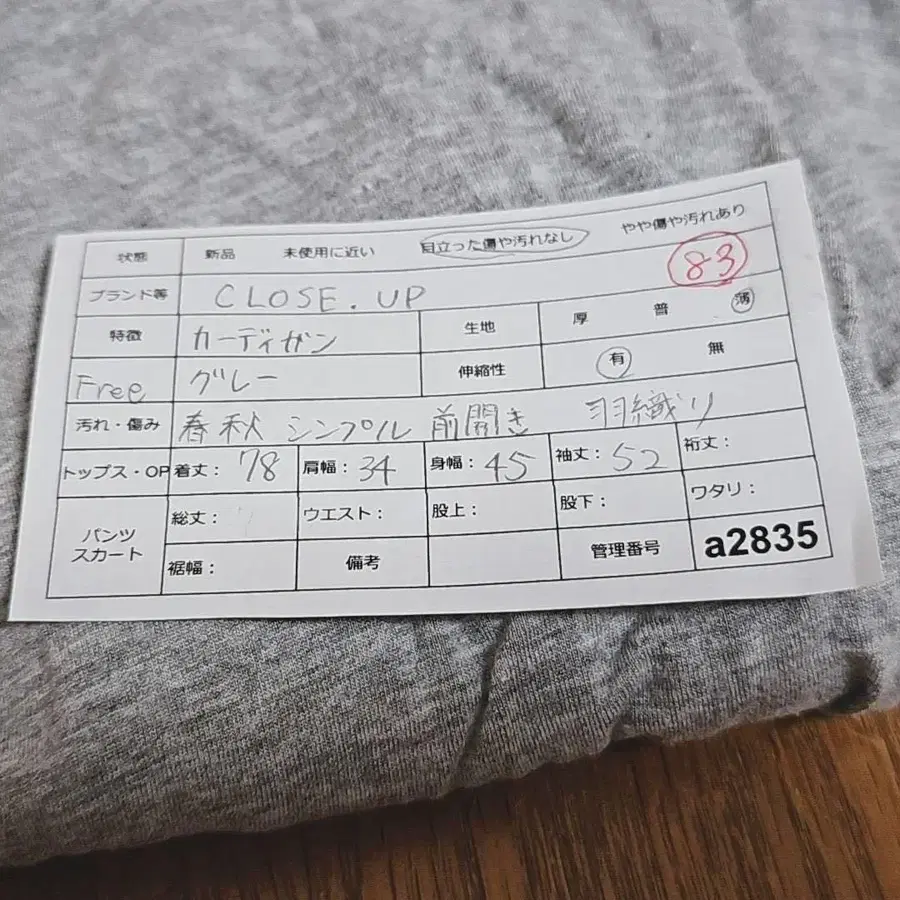 状態 新品 未使用に近い 目立った傷や汚れなし やや傷や汚れあり
83
ブランド等 CLOSE.UP
特徴 カーディガン 生地 厚 普 薄
Free グレー 伸縮性 有 無
汚れ・傷み 春秋 シンプル 前開き 羽織り
トップス・OP 着丈: 78 肩幅: 34 身幅: 45 袖丈: 52 裄丈:
パンツ スカート 総丈: ウエスト: 股上: 股下: ワタリ:
裾幅: 備考 管理番号 a2835